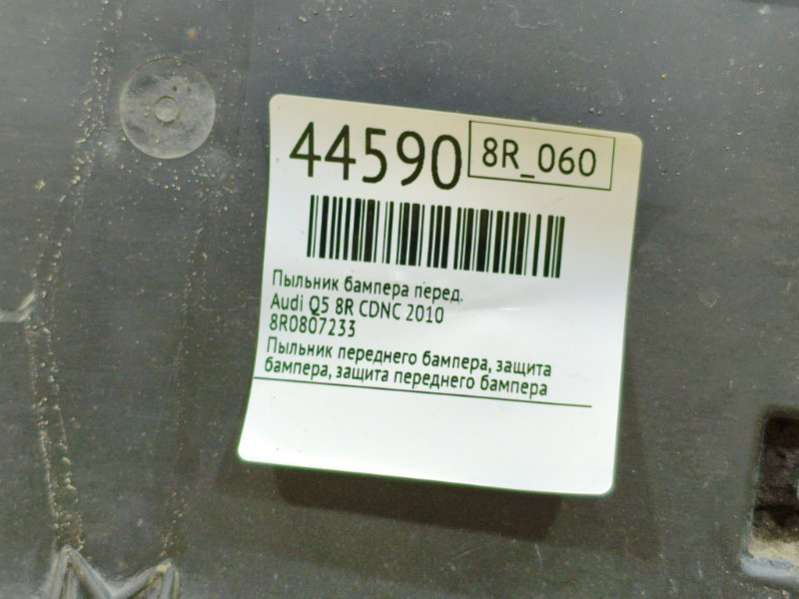 44590 8R_060
Пыльник бампера перед.
Audi Q5 8R CDNC 2010
8R0807233
Пыльник переднего бампера, защита
бампера, защита переднего бампера